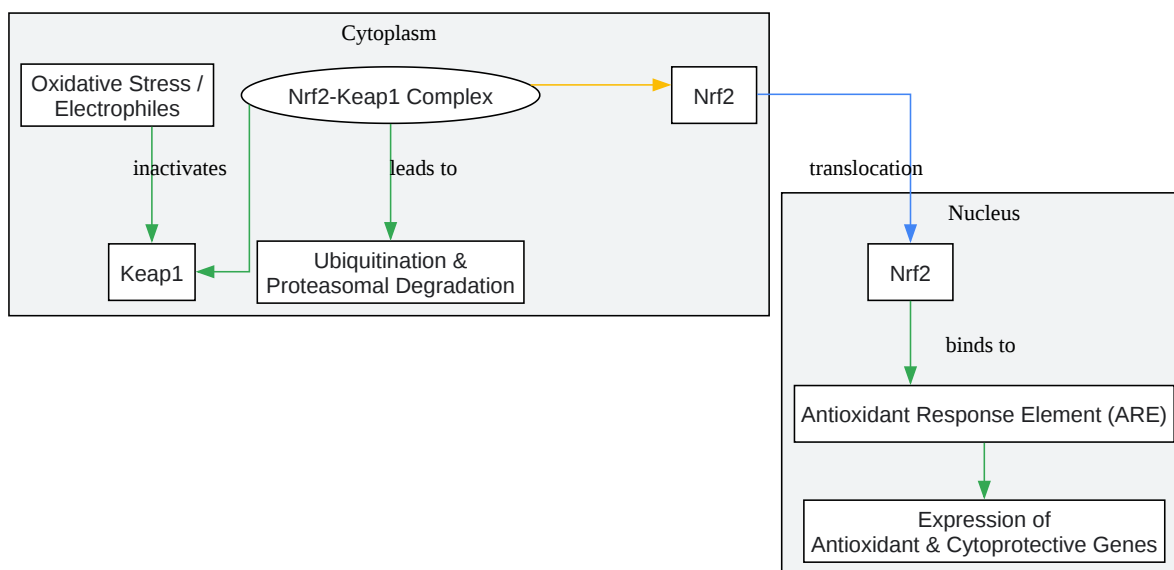 Cytoplasm
Oxidative Stress /
Electrophiles
Nrf2-Keap1 Complex
Nrf2
inactivates
leads to
translocation
Keap1
Ubiquitination &
Proteasomal Degradation
Nucleus
Nrf2
binds to
Antioxidant Response Element (ARE)
Expression of
Antioxidant & Cytoprotective Genes